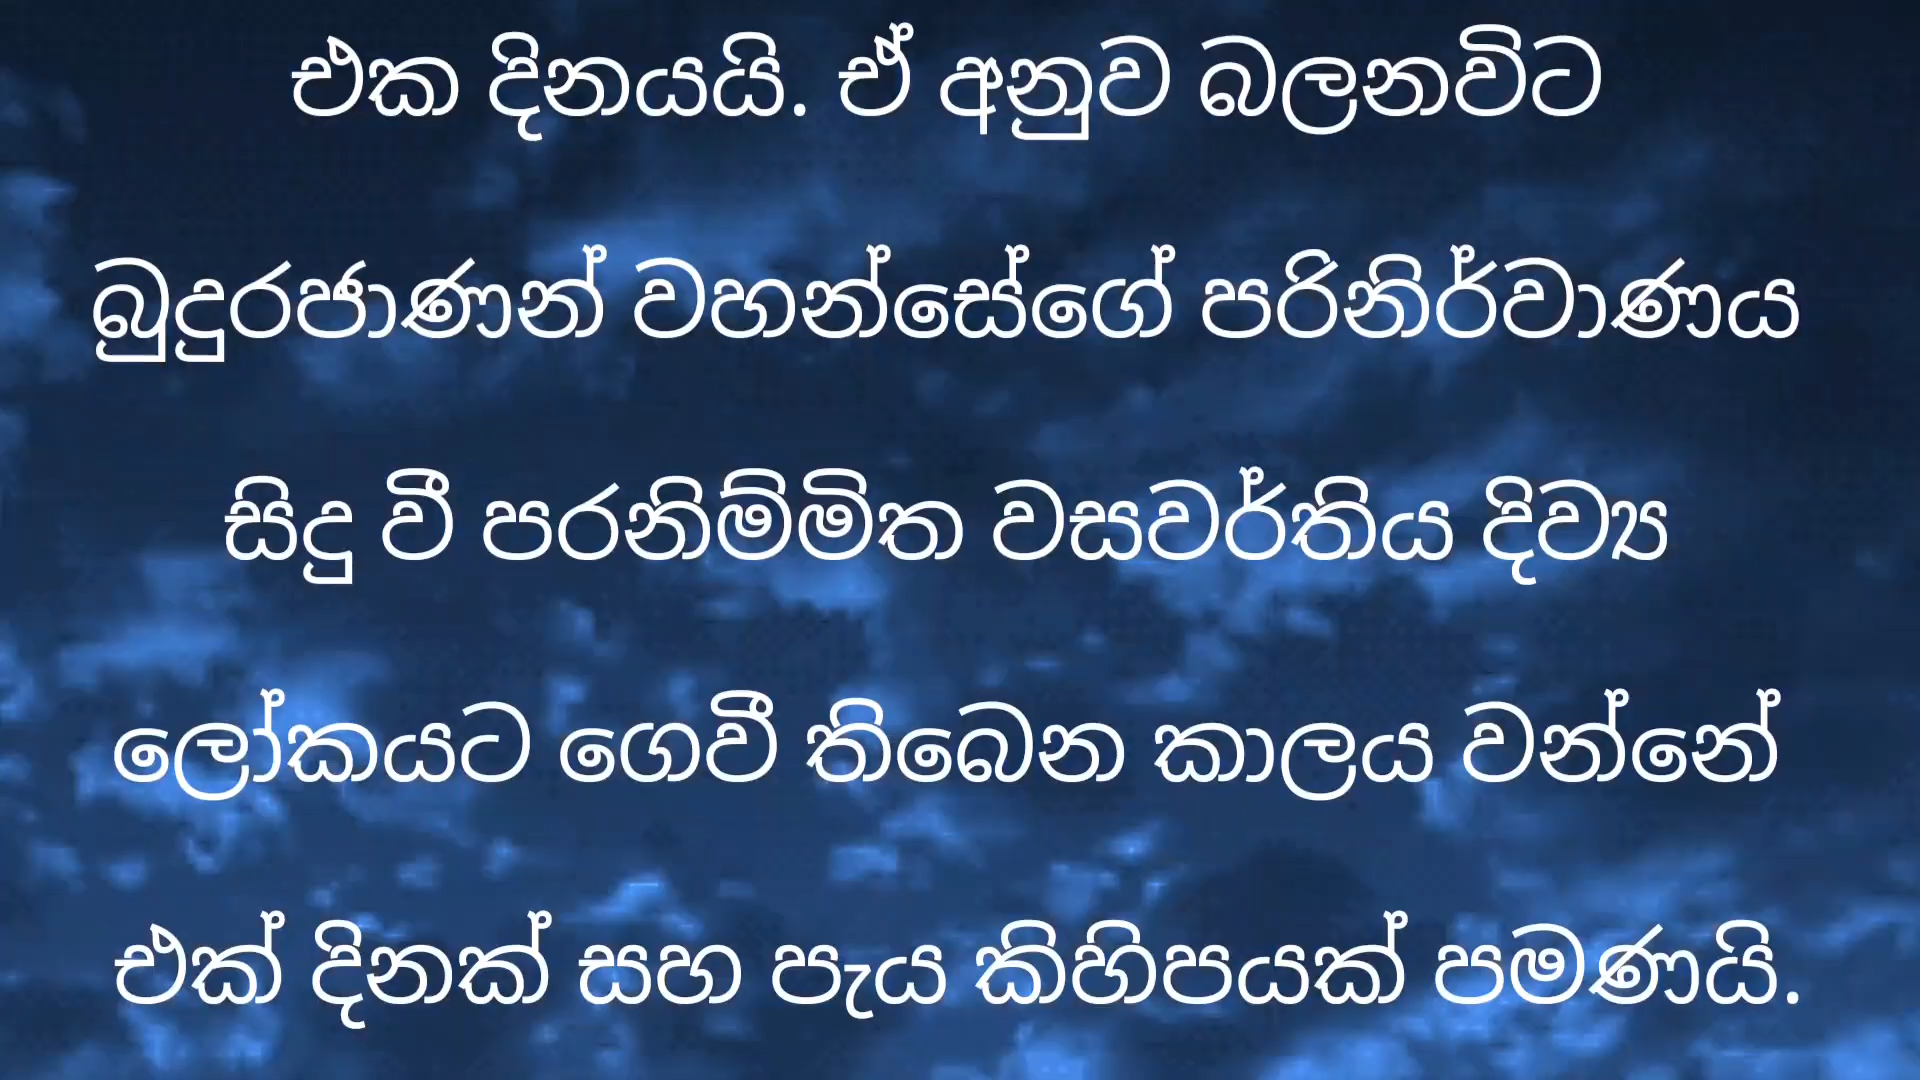 එක දිනයයි. ඒ අනුව බලනවිට
බුදුරජාණන් වහන්සේගේ පරිනිර්වාණය
සිදු වී පරනිම්මිත වසවර්තිය දිව්‍ය
ලෝකයට ගෙවී තිබෙන කාලය වන්නේ
එක් දිනක් සහ පැය කිහිපයක් පමණයි.